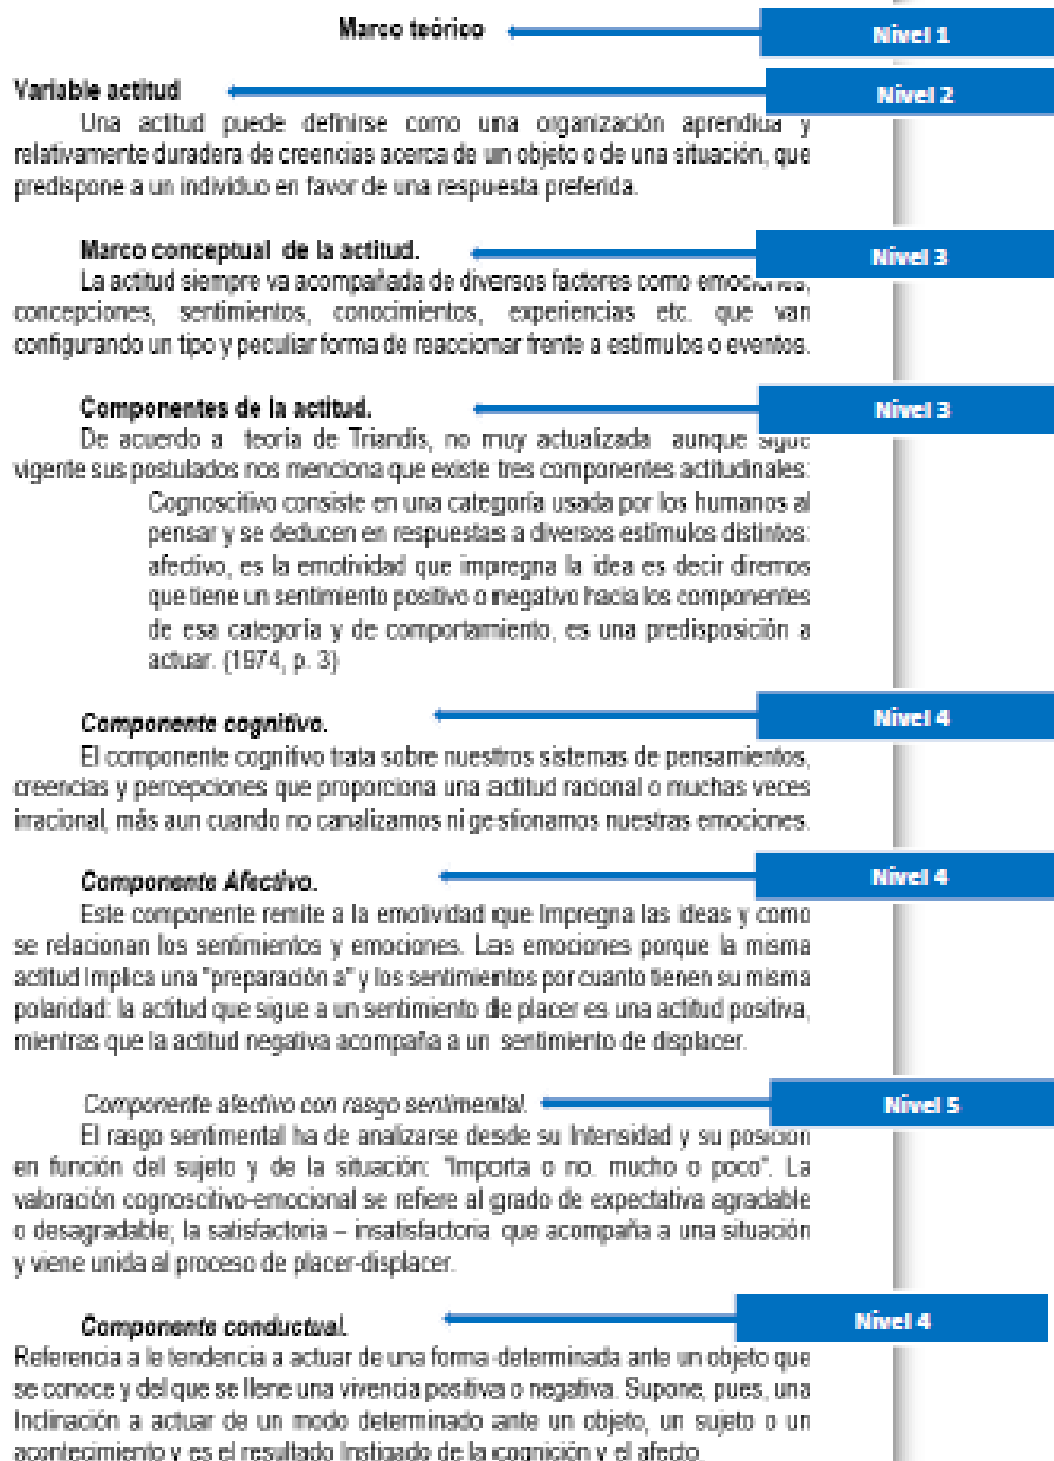 Marco teórico
Nivel 1
Variable actitud
Nivel 2
Una actitud puede definirse como una organización aprendida y
relativamente duradera de creencias acerca de un objeto o de una situación, que
predispone a un individuo en favor de una respuesta preferida.
Marco conceptual de la actitud.
Nivel 3
La actitud siempre va acompañada de diversos factores como emociones,
concepciones, sentimientos, conocimientos, experiencias etc. que van
configurando un tipo y peculiar forma de reaccionar frente a estímulos o eventos.
Componentes de la actitud.
Nivel 3
De acuerdo a teoría de Triandis, no muy actualizada aunque sigue
vigente sus postulados nos menciona que existe tres componentes actitudinales:
Cognoscitivo consiste en una categoría usada por los humanos al
pensar y se deducen en respuestas a diversos estímulos distintos:
afectivo, es la emotividad que impregna la idea es decir diremos
que tiene un sentimiento positivo o negativo hacia los componentes
de esa categoría y de comportamiento, es una predisposición a
actuar. (1974, p. 3)
Componente cognitivo.
Nivel 4
El componente cognitivo trata sobre nuestros sistemas de pensamientos,
creencias y percepciones que proporciona una actitud racional o muchas veces
irracional, más aun cuando no canalizamos ni gestionamos nuestras emociones.
Componente Afectivo.
Nivel 4
Este componente remite a la emotividad que Impregna las ideas y como
se relacionan los sentimientos y emociones. Las emociones porque la misma
actitud Implica una "preparación a" y los sentimientos por cuanto tienen su misma
polaridad: la actitud que sigue a un sentimiento de placer es una actitud positiva,
mientras que la actitud negativa acompaña a un sentimiento de displacer.
Componente afectivo con rasgo sentimental.
Nivel 5
El rasgo sentimental ha de analizarse desde su Intensidad y su posición
en función del sujeto y de la situación: "Importa o no. mucho o poco". La
valoración cognoscitivo-emocional se refiere al grado de expectativa agradable
o desagradable; la satisfactoria – insatisfactoria que acompaña a una situación
y viene unida al proceso de placer-displacer.
Componente conductual.
Nivel 4
Referencia a le tendencia a actuar de una forma determinada ante un objeto que
se conoce y del que se llene una vivencia positiva o negativa. Supone, pues, una
Inclinación a actuar de un modo determinado ante un objeto, un sujeto o un
acontecimiento y es el resultado Instigado de la cognición y el afecto.